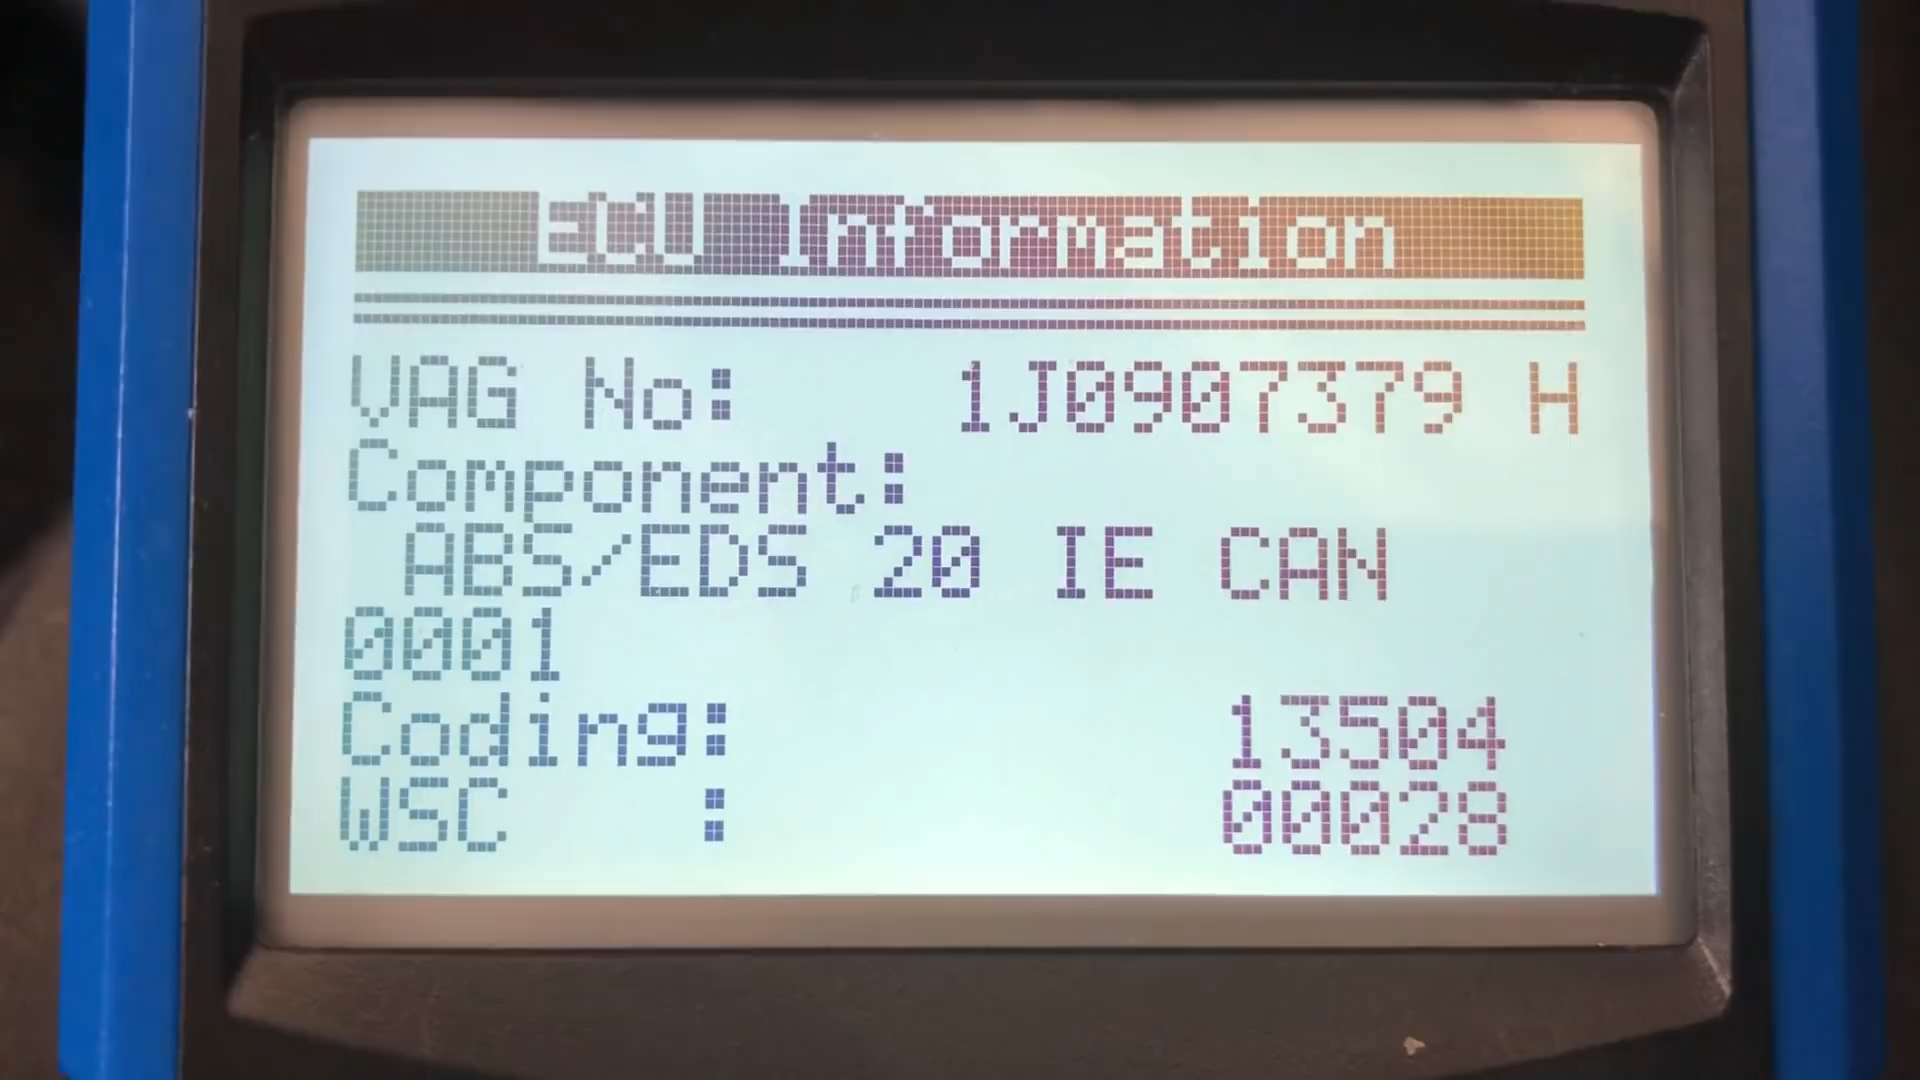 ECU Information
VAG No: 1J0907379 H
Component:
ABS/EDS 20 IE CAN
0001
Coding: 13504
WSC : 00028